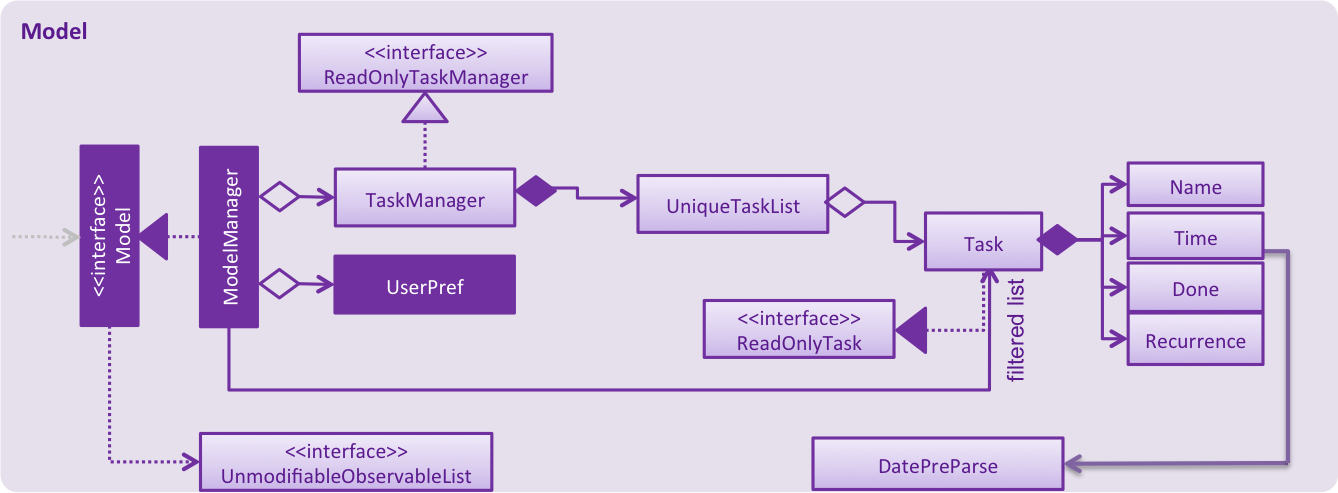 Model
<<interface>>
ReadOnlyTaskManager
<<interface>>
Model
ModelManager
TaskManager
UserPref
UniqueTaskList
Task
Name
Time
Done
Recurrence
<<interface>>
ReadOnlyTask
filtered list
<<interface>>
UnmodifiableObservableList
DatePreParse